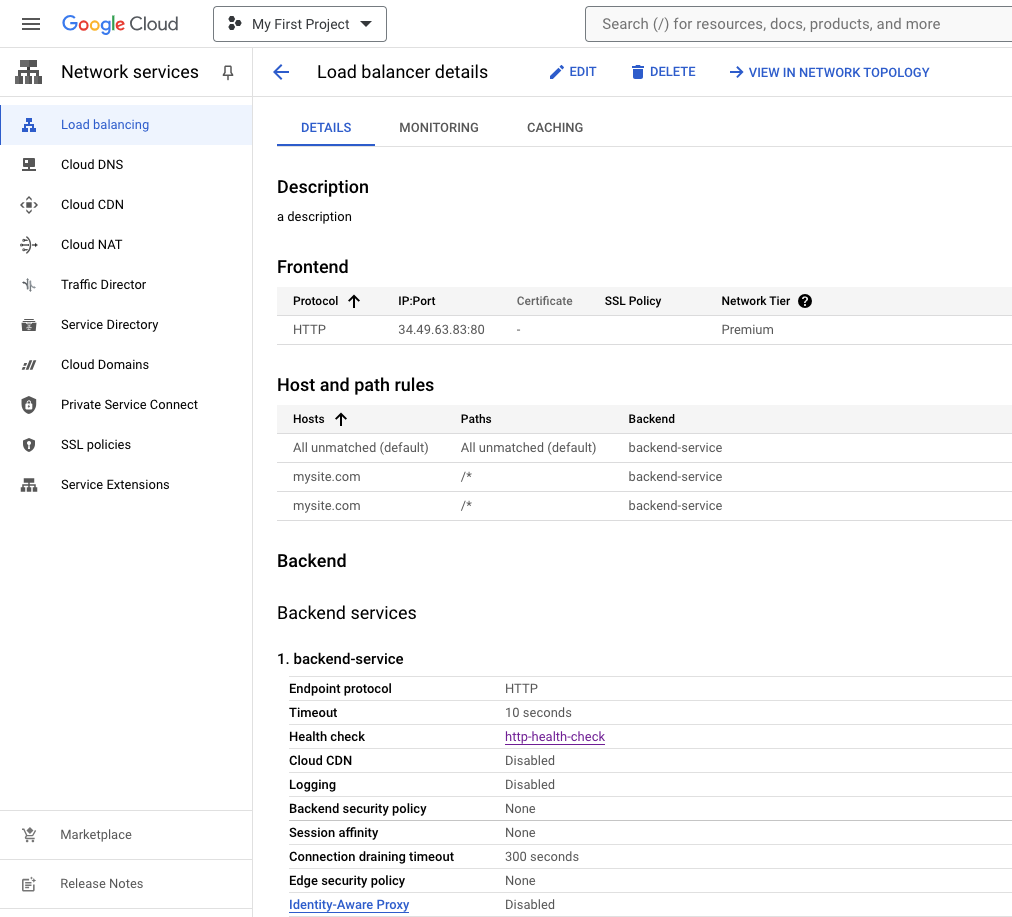 Google Cloud
My First Project
Search (/) for resources, docs, products, and more
Network services
Load balancer details
EDIT
DELETE
VIEW IN NETWORK TOPOLOGY
Load balancing
Cloud DNS
Cloud CDN
Cloud NAT
Traffic Director
Service Directory
Cloud Domains
Private Service Connect
SSL policies
Service Extensions
Marketplace
Release Notes
DETAILS MONITORING CACHING
Description
a description
Frontend
Protocol IP:Port Certificate SSL Policy Network Tier
HTTP 34.49.63.83:80 - Premium
Host and path rules
Hosts Paths Backend
All unmatched (default) All unmatched (default) backend-service
mysite.com /* backend-service
mysite.com /* backend-service
Backend
Backend services
1. backend-service
Endpoint protocol HTTP
Timeout 10 seconds
Health check http-health-check
Cloud CDN Disabled
Logging Disabled
Backend security policy None
Session affinity None
Connection draining timeout 300 seconds
Edge security policy None
Identity-Aware Proxy Disabled